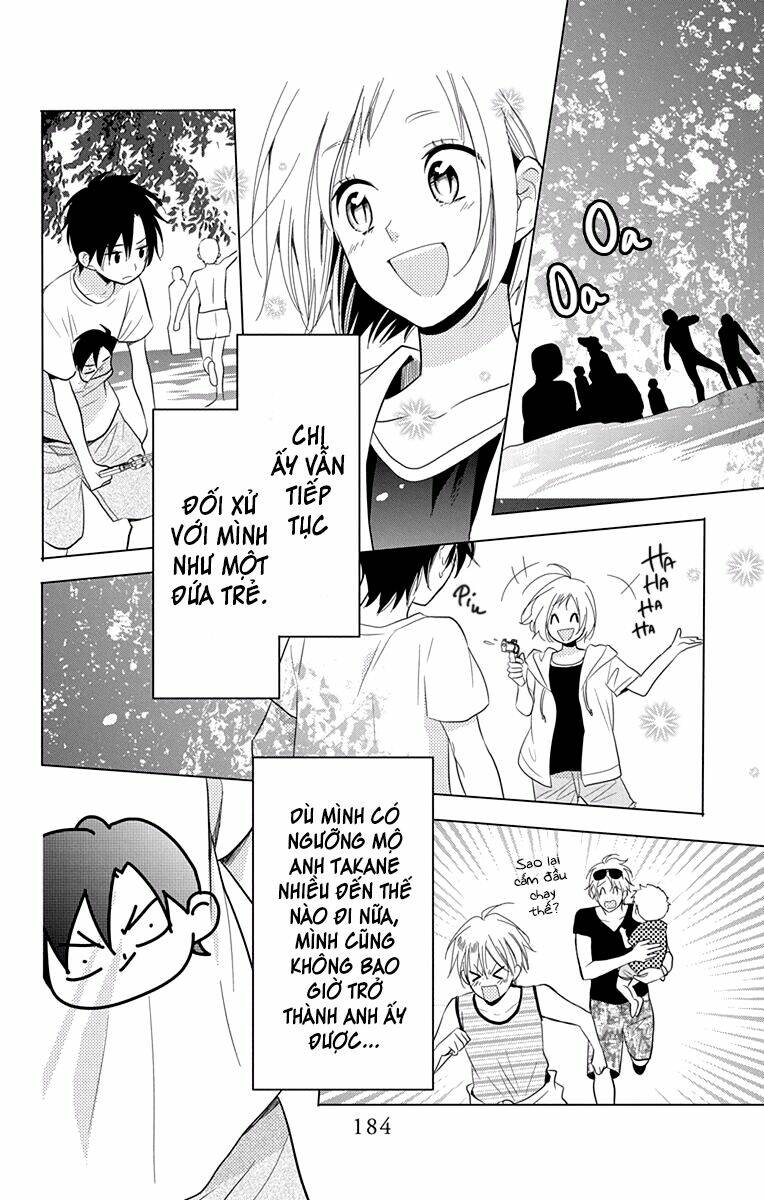 Oa
Oa
CHỊ
ẤY VẪN
TIẾP
TỤC
ĐỐI XỬ
VỚI MÌNH
NHƯ MỘT
ĐỨA TRẺ.
HA
HA
HA
HA
Piu
Sao lại
cắm đầu
chạy
thế?
DÙ MÌNH CÓ
NGƯỠNG MỘ
ANH TAKANE
NHIỀU ĐẾN THẾ
NÀO ĐI NỮA,
MÌNH CŨNG
KHÔNG BAO
GIỜ TRỞ
THÀNH ANH ẤY
ĐƯỢC...
184